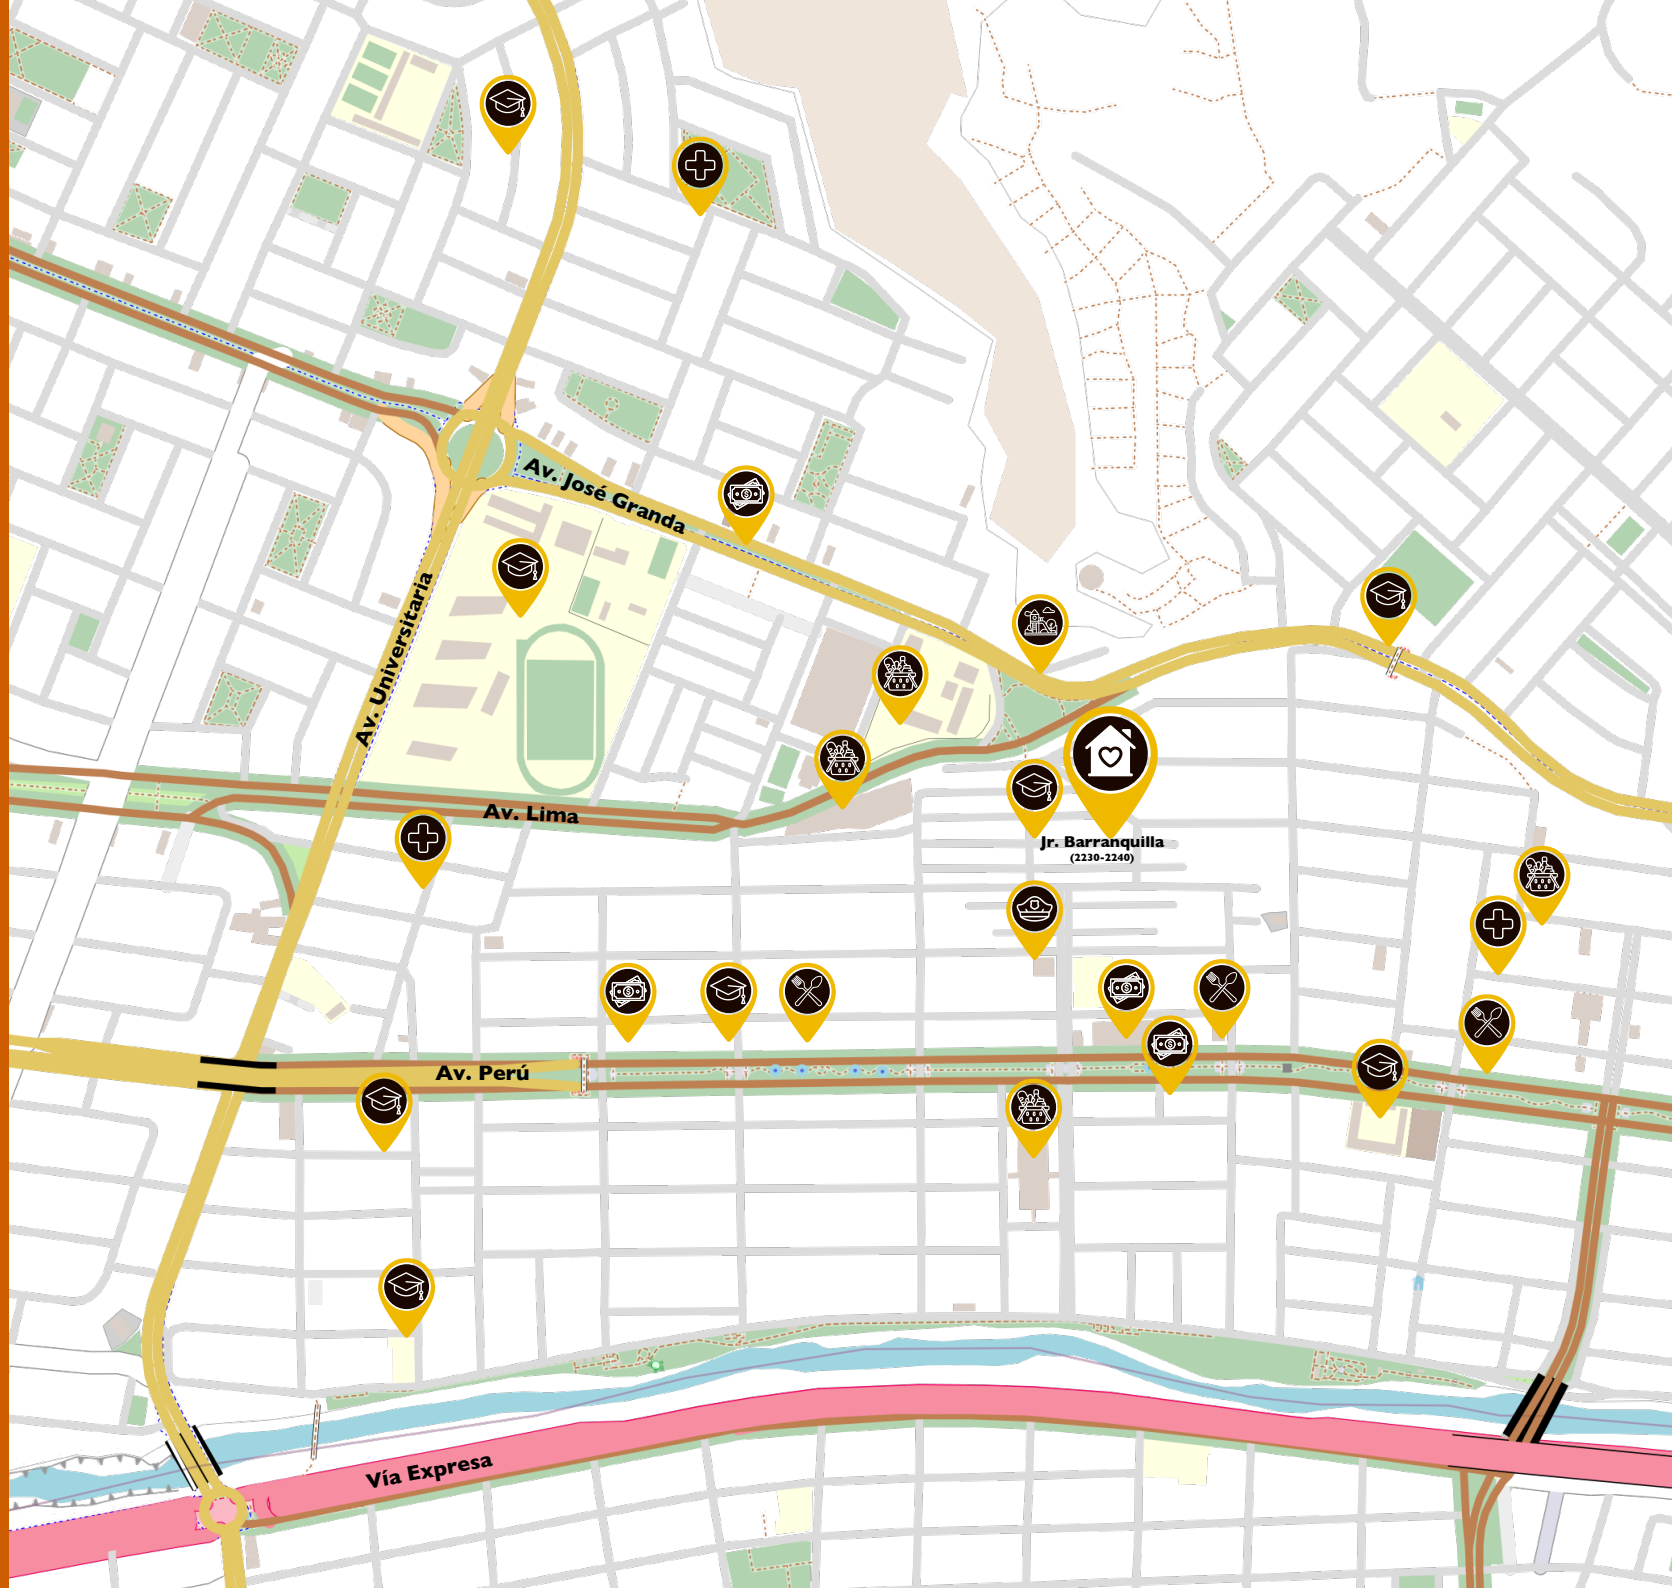 Av. José Granda
Av. Universitaria
Av. Lima
Jr. Barranquilla
(2230-2240)
Av. Perú
Vía Expresa